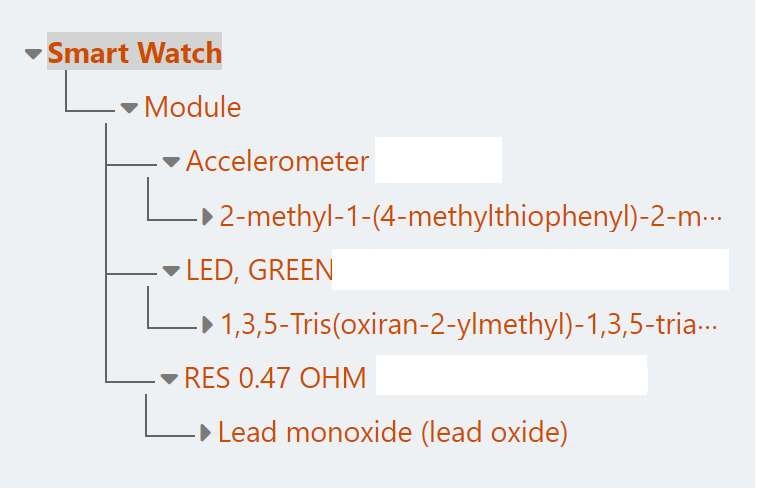 Smart Watch
Module
Accelerometer
2-methyl-1-(4-methylthiophenyl)-2-m···
LED, GREEN
1,3,5-Tris(oxiran-2-ylmethyl)-1,3,5-tria···
RES 0.47 OHM
Lead monoxide (lead oxide)